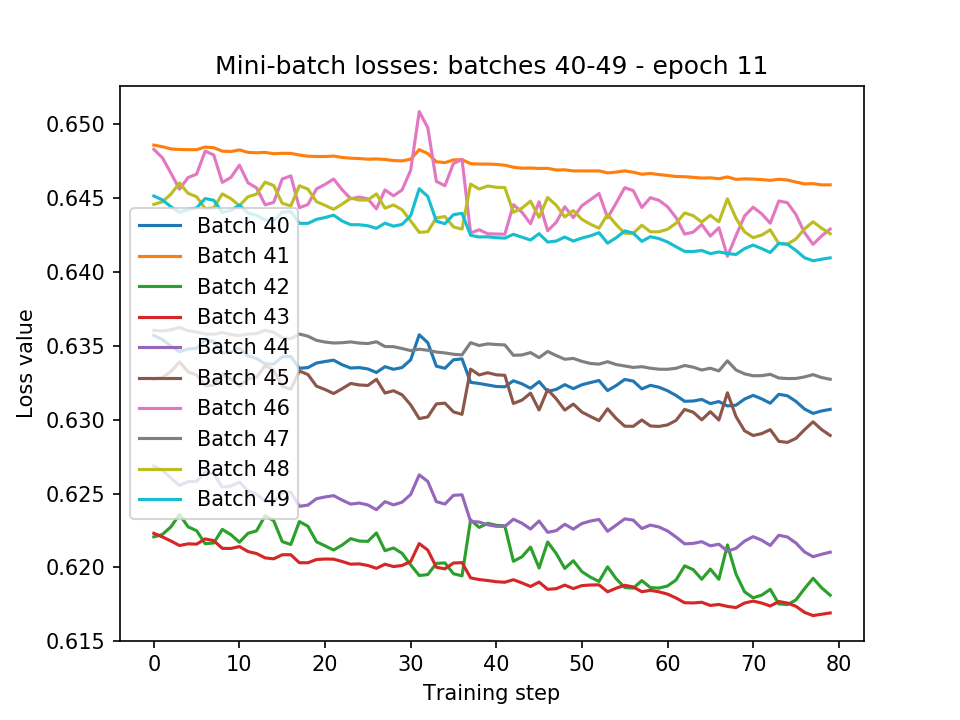 Mini-batch losses: batches 40-49 - epoch 11
0.650
0.645
0.640
0.635
0.630
0.625
0.620
0.615
Loss value
Batch 40
Batch 41
Batch 42
Batch 43
Batch 44
Batch 45
Batch 46
Batch 47
Batch 48
Batch 49
0 10 20 30 40 50 60 70 80
Training step